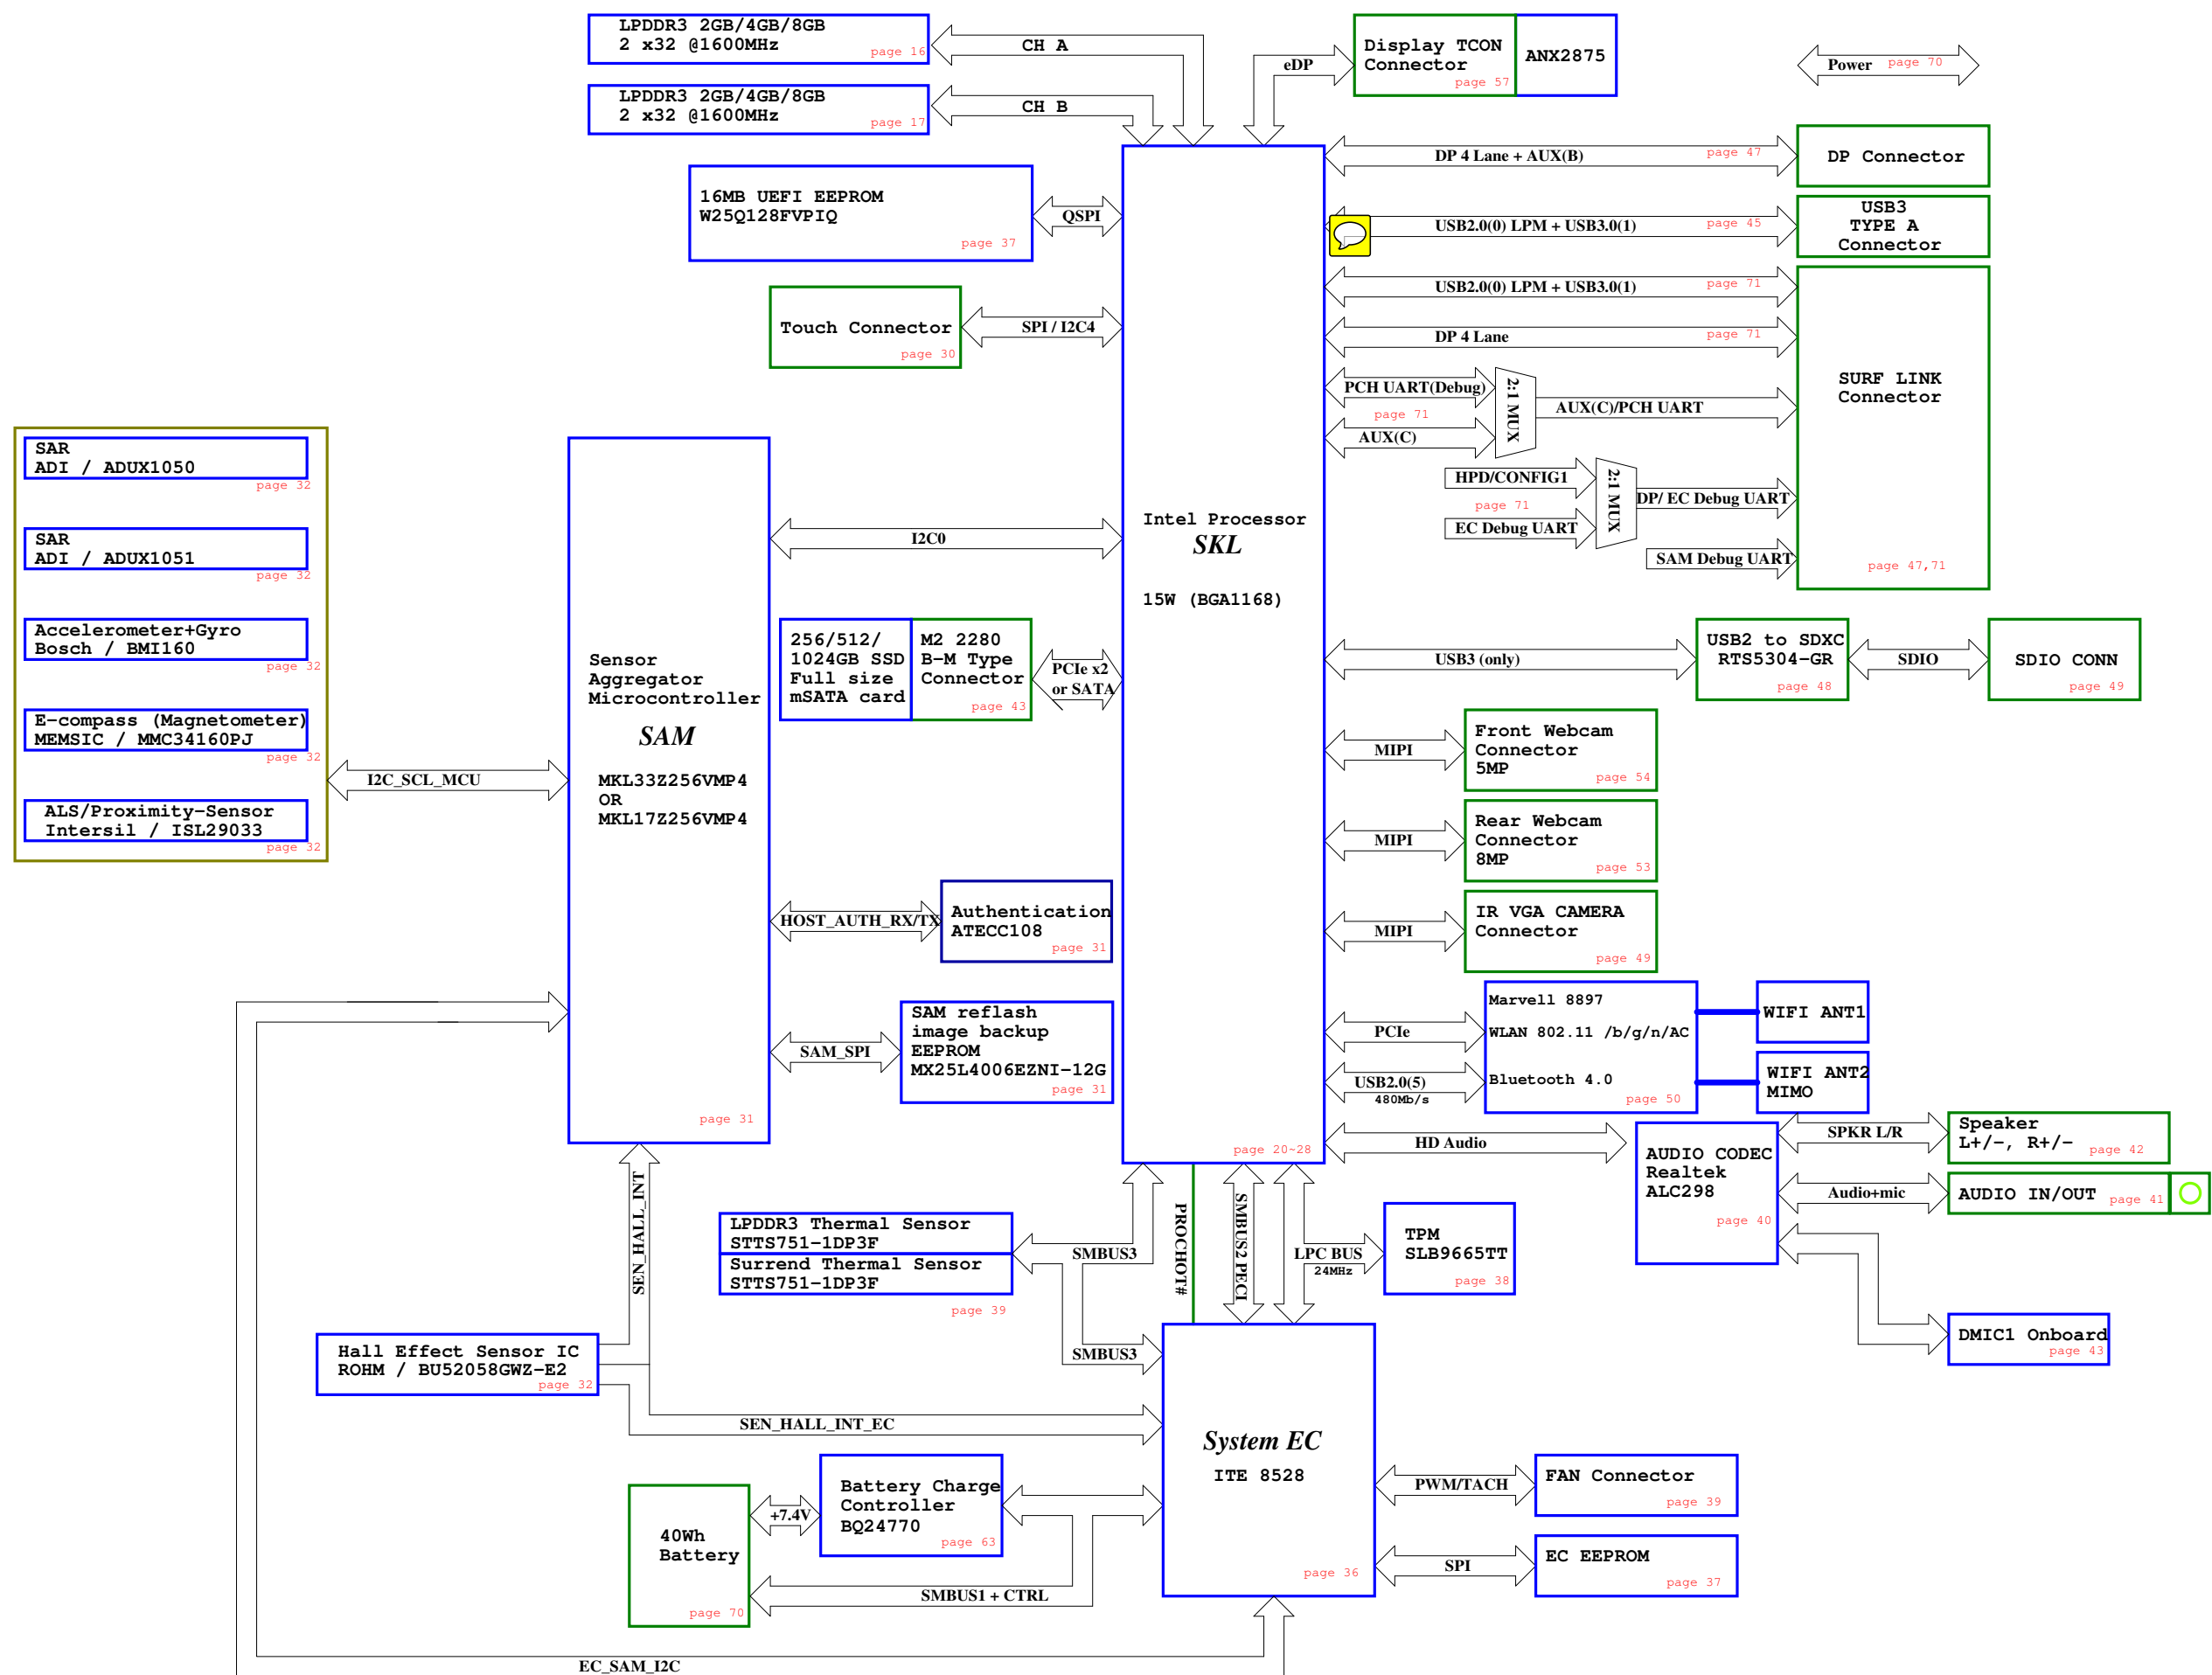 LPDDR3 2GB/4GB/8GB
2 x32 @1600MHz
page 16
CH A
LPDDR3 2GB/4GB/8GB
2 x32 @1600MHz
page 17
CH B
eDP
Display TCON
Connector
page 57
ANX2875
Power page 70
DP 4 Lane + AUX(B)
page 47
DP Connector
16MB UEFI EEPROM
W25Q128FVPIQ
page 37
QSPI
USB2.0(0) LPM + USB3.0(1)
page 45
USB3
TYPE A
Connector
Touch Connector
page 30
SPI / I2C4
USB2.0(0) LPM + USB3.0(1)
page 71
DP 4 Lane
page 71
PCH UART(Debug)
page 71
AUX(C)
2:1 MUX
AUX(C)/PCH UART
SURF LINK
Connector
HPD/CONFIG1
page 71
EC Debug UART
2:1 MUX
DP/ EC Debug UART
SAM Debug UART
page 47,71
SAR
ADI / ADUX1050
page 32
SAR
ADI / ADUX1051
page 32
Accelerometer+Gyro
Bosch / BMI160
page 32
E-compass (Magnetometer)
MEMSIC / MMC34160PJ
page 32
ALS/Proximity-Sensor
Intersil / ISL29033
page 32
I2C_SCL_MCU
Sensor
Aggregator
Microcontroller
SAM
MKL33Z256VMP4
OR
MKL17Z256VMP4
page 31
I2C0
Intel Processor
SKL
15W (BGA1168)
page 20~28
256/512/
1024GB SSD
Full size
mSATA card
M2 2280
B-M Type
Connector
page 43
PCIe x2
or SATA
USB3 (only)
USB2 to SDXC
RTS5304-GR
page 48
SDIO
SDIO CONN
page 49
MIPI
Front Webcam
Connector
5MP
page 54
MIPI
Rear Webcam
Connector
8MP
page 53
MIPI
IR VGA CAMERA
Connector
page 49
HOST_AUTH_RX/TX
Authentication
ATECC108
page 31
SAM_SPI
SAM reflash
image backup
EEPROM
MX25L4006EZNI-12G
page 31
PCIe
USB2.0(5)
480Mb/s
Marvell 8897
WLAN 802.11 /b/g/n/AC
Bluetooth 4.0
page 50
WIFI ANT1
WIFI ANT2
MIMO
HD Audio
AUDIO CODEC
Realtek
ALC298
page 40
SPKR L/R
Speaker
L+/-, R+/-
page 42
Audio+mic
AUDIO IN/OUT
page 41
DMIC1 Onboard
page 43
SEN_HALL_INT
LPDDR3 Thermal Sensor
STTS751-1DP3F
Surrend Thermal Sensor
STTS751-1DP3F
page 39
SMBUS3
SMBUS3
PROCHOT#
SMBUS2 PECI
LPC BUS
24MHz
TPM
SLB9665TT
page 38
Hall Effect Sensor IC
ROHM / BU52058GWZ-E2
page 32
SEN_HALL_INT_EC
System EC
ITE 8528
page 36
40Wh
Battery
page 70
+7.4V
Battery Charge
Controller
BQ24770
page 63
SMBUS1 + CTRL
PWM/TACH
FAN Connector
page 39
SPI
EC EEPROM
page 37
EC_SAM_I2C